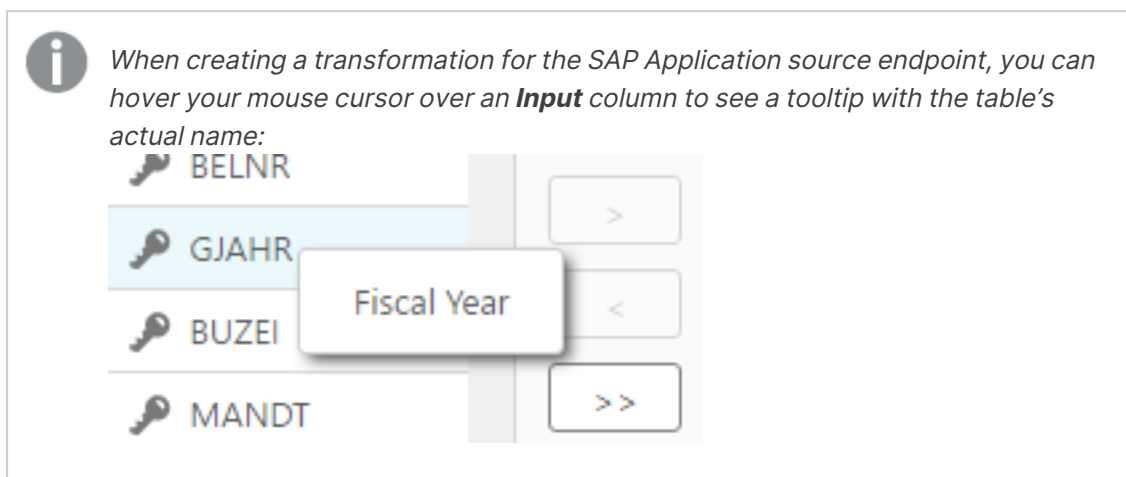 When creating a transformation for the SAP Application source endpoint, you can
hover your mouse cursor over an Input column to see a tooltip with the table’s
actual name:
BELNR
>
GJAHR
Fiscal Year
<
BUZEI
>>
MANDT